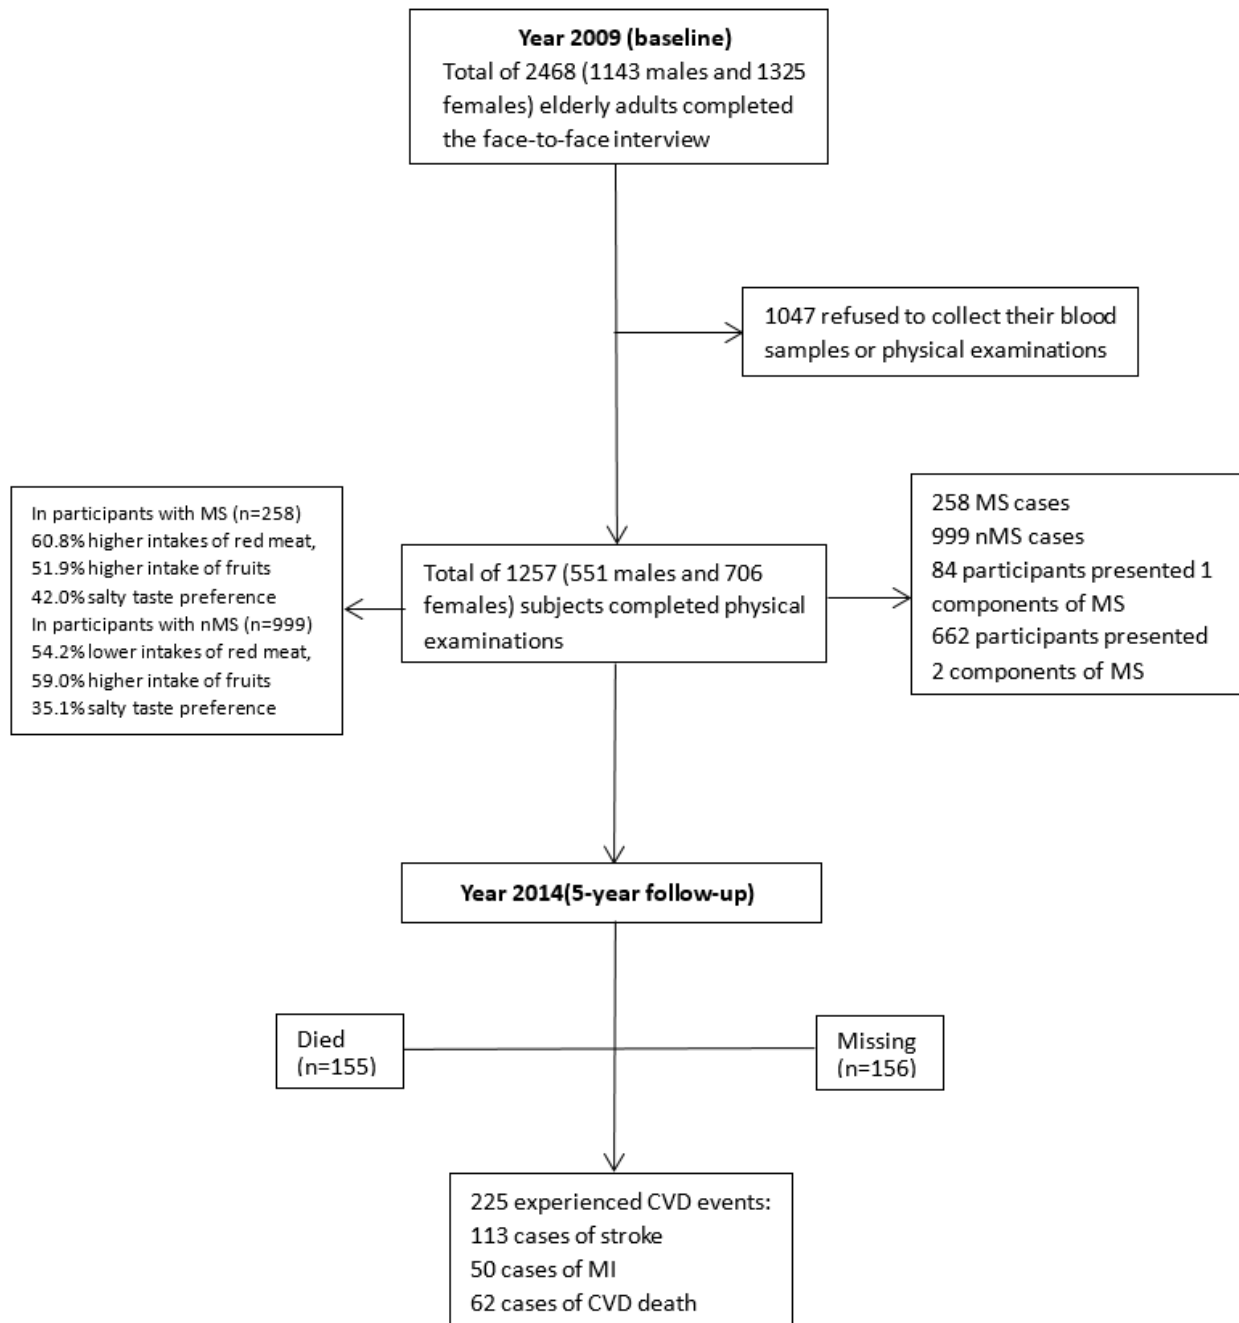 Year 2009 (baseline)
Total of 2468 (1143 males and 1325
females) elderly adults completed
the face-to-face interview
1047 refused to collect their blood
samples or physical examinations
In participants with MS (n=258)
60.8% higher intakes of red meat,
51.9% higher intake of fruits
42.0% salty taste preference
In participants with nMS (n=999)
54.2% lower intakes of red meat,
59.0% higher intake of fruits
35.1% salty taste preference
Total of 1257 (551 males and 706
females) subjects completed physical
examinations
258 MS cases
999 nMS cases
84 participants presented 1
components of MS
662 participants presented
2 components of MS
Year 2014(5-year follow-up)
Died
(n=155)
Missing
(n=156)
225 experienced CVD events:
113 cases of stroke
50 cases of MI
62 cases of CVD death